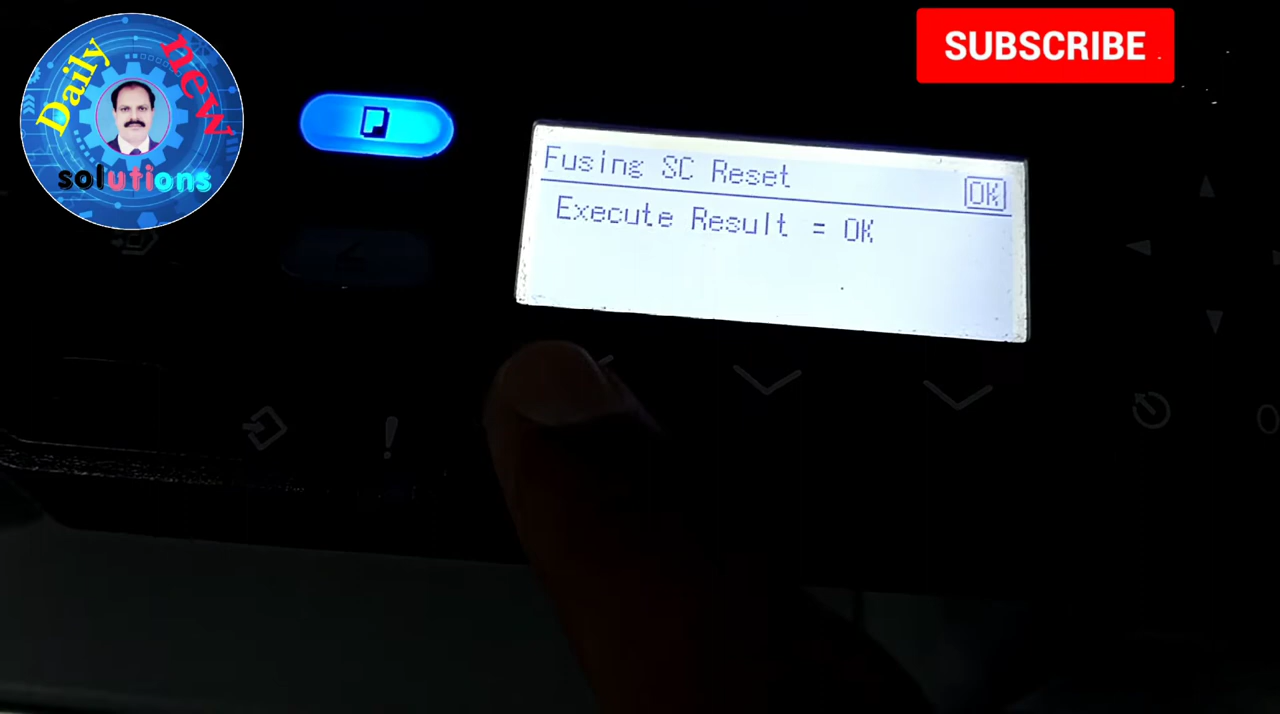 Daily
new
solutions
SUBSCRIBE
Fusing SC Reset
OK
Execute Result = OK